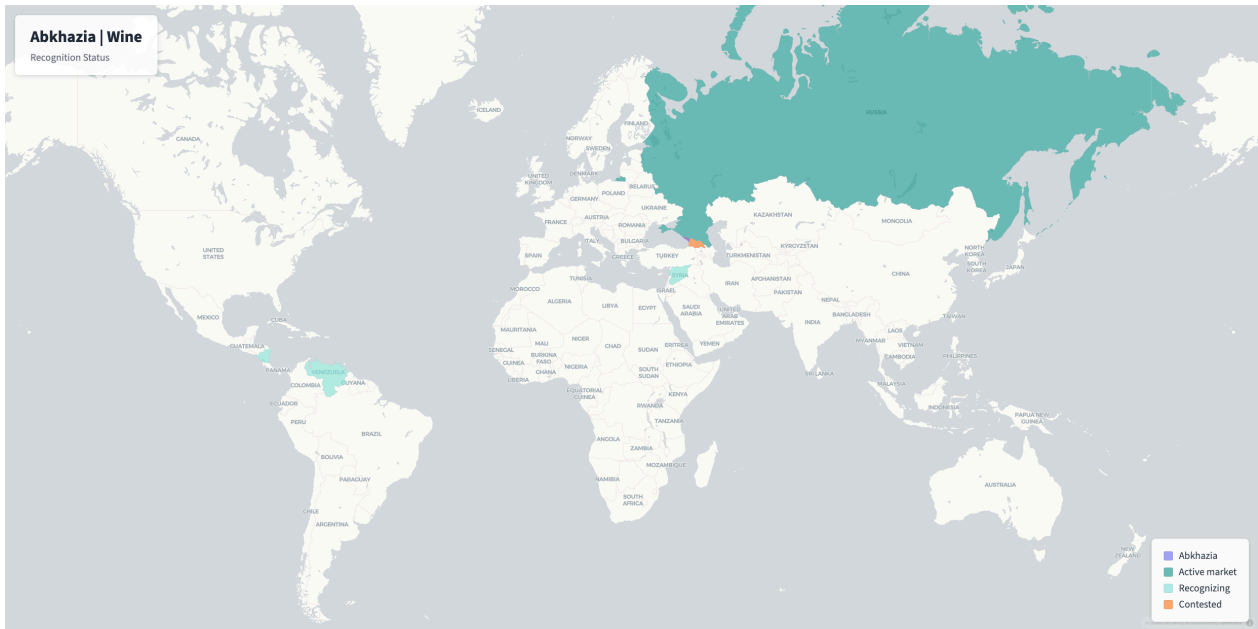 Abkhazia | Wine
Recognition Status
ICELAND
RUSSIA
CANADA
FINLAND
NORWAY
SWEDEN
UNITED
KINGDOM
DENMARK
BELARUS
POLAND
GERMANY
UKRAINE
FRANCE
AUSTRIA
ROMANIA
KAZAKHSTAN
MONGOLIA
ITALY
BULGARIA
UNITED
STATES
SPAIN
GREECE
TURKEY
TURKMENISTAN
KYRGYZSTAN
NORTH
KOREA
SOUTH
KOREA
JAPAN
CHINA
SYRIA
TUNISIA
MOROCCO
ISRAEL
IRAN
AFGHANISTAN
PAKISTAN
ALGERIA
LIBYA
EGYPT
SAUDI
ARABIA
UNITED
ARAB
EMIRATES
NEPAL
BANGLADESH
INDIA
TAIWAN
MEXICO
CUBA
MAURITANIA
MALI
NIGER
CHAD
SUDAN
ERITREA
YEMEN
MYANMAR
LAOS
VIETNAM
CAMBODIA
PHILIPPINES
GUATEMALA
SENEGAL
GUINEA
BURKINA
FASO
GHANA
NIGERIA
LIBERIA
SOUTH
SUDAN
ETHIOPIA
SRI LANKA
MALAYSIA
PANAMA
VENEZUELA
COLOMBIA
GUYANA
EQUATORIAL
GUINEA
KENYA
RWANDA
TANZANIA
INDONESIA
PAPUA NEW
GUINEA
ECUADOR
PERU
BRAZIL
BOLIVIA
PARAGUAY
CHILE
ARGENTINA
ANGOLA
ZAMBIA
MOZAMBIQUE
NAMIBIA
SOUTH
AFRICA
AUSTRALIA
NEW
ZEALAND
Abkhazia
Active market
Recognizing
Contested